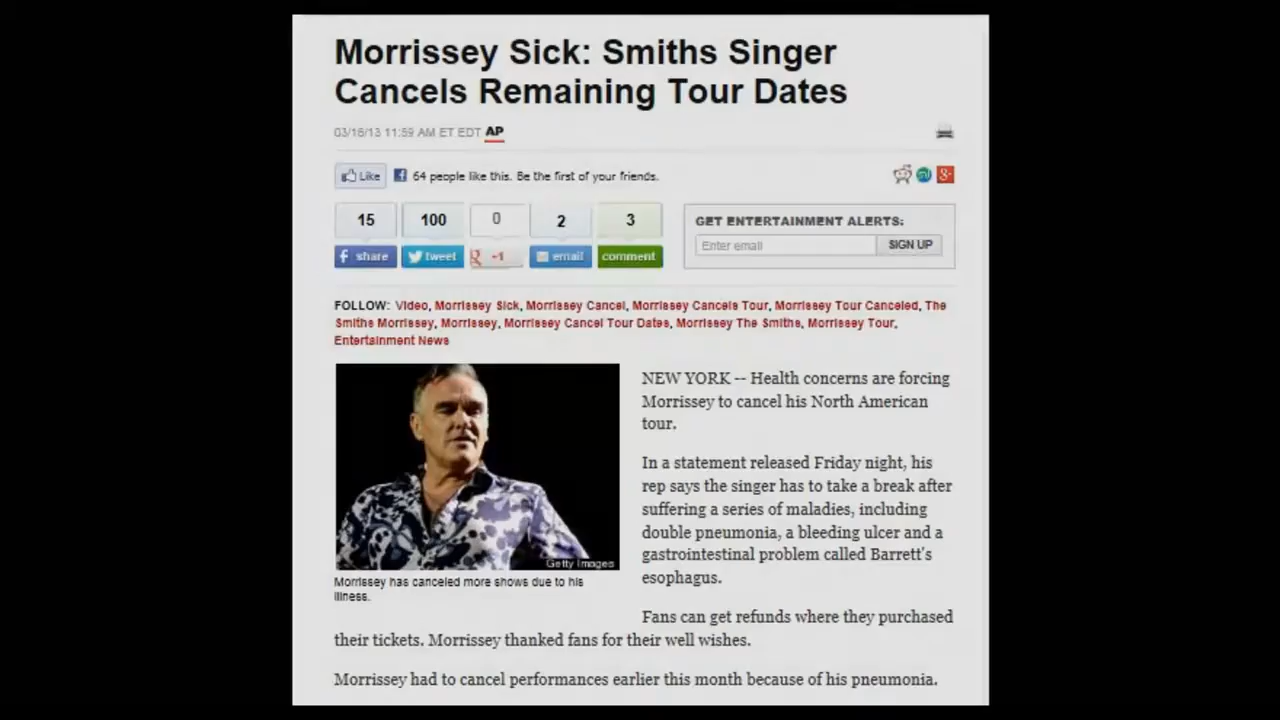 Morrissey Sick: Smiths Singer
Cancels Remaining Tour Dates
03/16/13 11:59 AM ET EDT AP
Like 64 people like this. Be the first of your friends.
15 100 0 2 3
share tweet +1 email comment
GET ENTERTAINMENT ALERTS:
Enter email SIGN UP
FOLLOW: Video, Morrissey Sick, Morrissey Cancel, Morrissey Cancels Tour, Morrissey Tour Canceled, The
Smiths Morrissey, Morrissey, Morrissey Cancel Tour Dates, Morrissey The Smiths, Morrissey Tour,
Entertainment News
Getty Images
Morrissey has canceled more shows due to his
illness.
NEW YORK -- Health concerns are forcing
Morrissey to cancel his North American
tour.
In a statement released Friday night, his
rep says the singer has to take a break after
suffering a series of maladies, including
double pneumonia, a bleeding ulcer and a
gastrointestinal problem called Barrett's
esophagus.
Fans can get refunds where they purchased
their tickets. Morrissey thanked fans for their well wishes.
Morrissey had to cancel performances earlier this month because of his pneumonia.